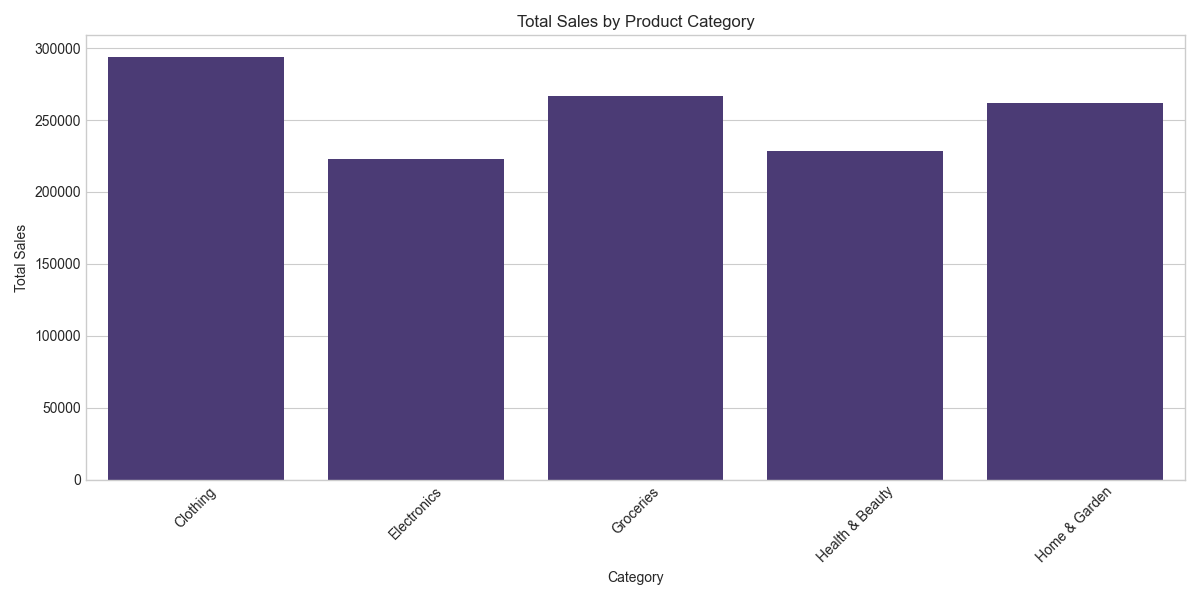 Total Sales by Product Category
Total Sales
300000
250000
200000
150000
100000
50000
0
Clothing
Electronics
Groceries
Health & Beauty
Home & Garden
Category